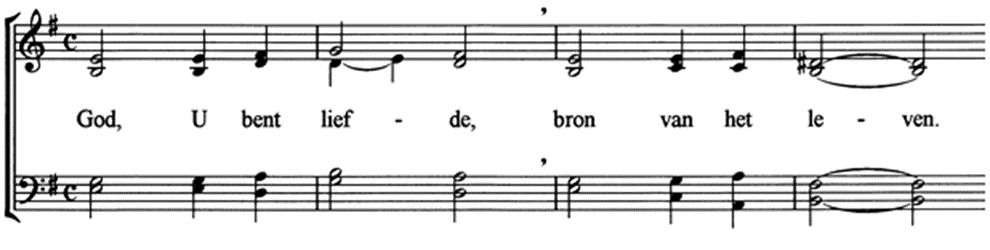 God, U bent lief - de, bron van het le - ven.